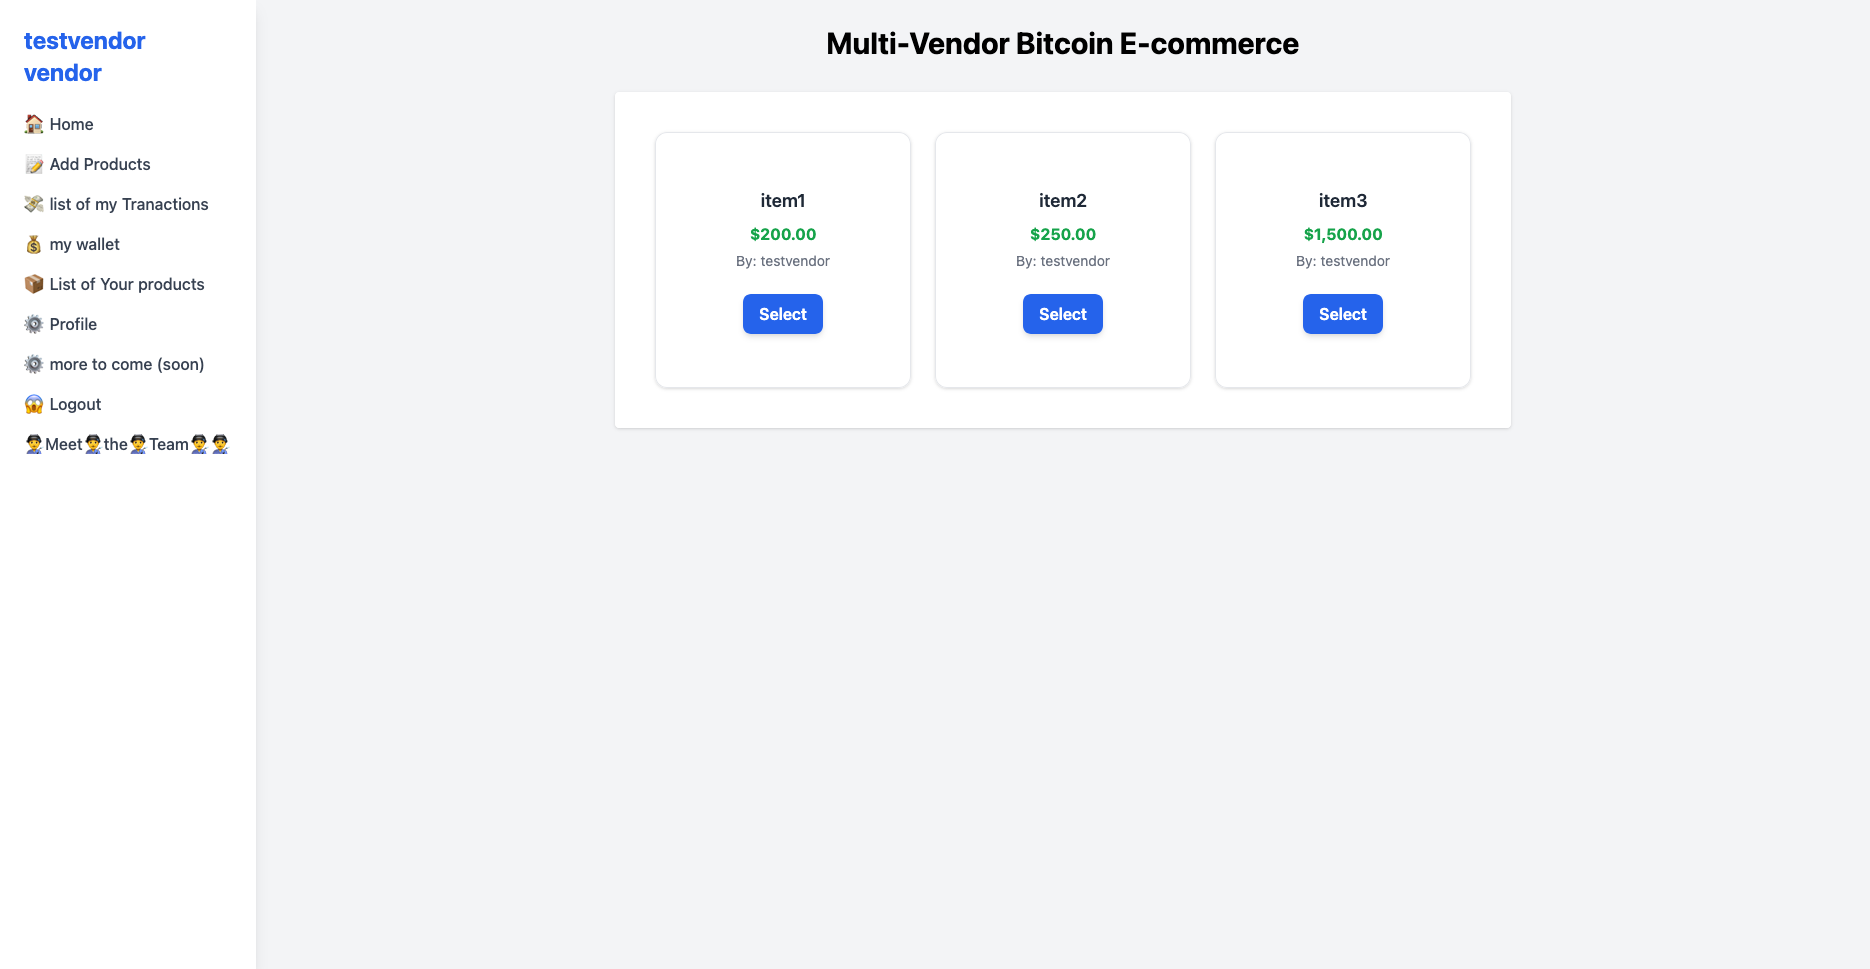 testvendor
vendor
🏠 Home
📝 Add Products
💸 list of my Tranactions
💰 my wallet
📦 List of Your products
⚙️ Profile
⚙️ more to come (soon)
😱 Logout
🧑‍✈️Meet🧑‍✈️the🧑‍✈️Team🧑‍✈️🧑‍✈️
Multi-Vendor Bitcoin E-commerce
item1
$200.00
By: testvendor
Select
item2
$250.00
By: testvendor
Select
item3
$1,500.00
By: testvendor
Select